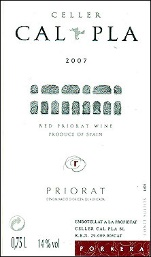 CELLER
CAL PLA
2007
RED PRIORAT WINE
PRODUCE OF SPAIN
PRIORAT
EMBOTELLAT A LA PROPIETAT
CELLER CAL PLA SL
0,75 L 14% vol
PORRERA